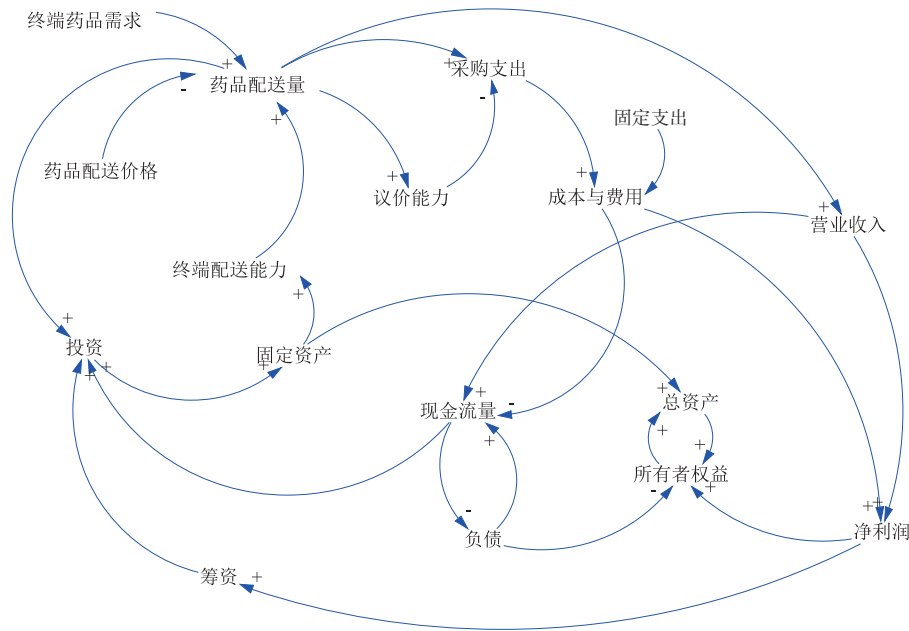 终端药品需求
药品配送量
采购支出
固定支出
药品配送价格
议价能力
成本与费用
营业收入
终端配送能力
投资
固定资产
现金流量
总资产
所有者权益
负债
净利润
筹资